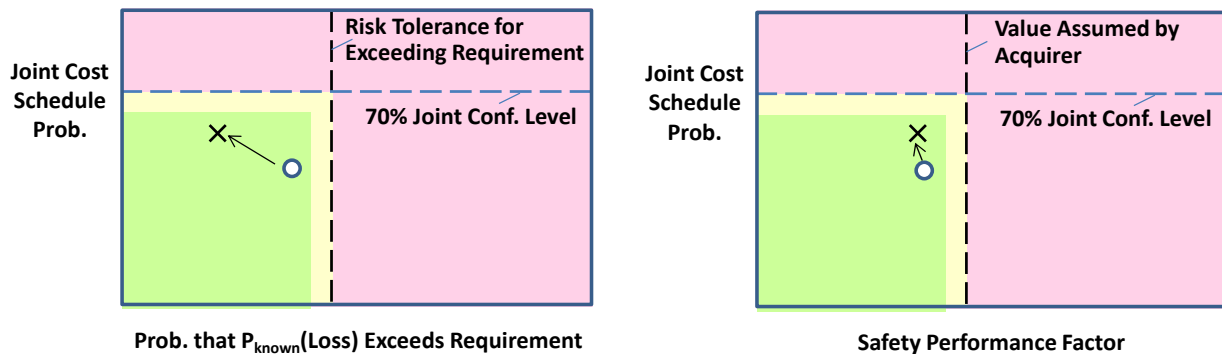 Risk Tolerance for
Exceeding Requirement
Joint Cost
Schedule
Prob.
70% Joint Conf. Level
Prob. that Pknown(Loss) Exceeds Requirement
Value Assumed by
Acquirer
Joint Cost
Schedule
Prob.
70% Joint Conf. Level
Safety Performance Factor